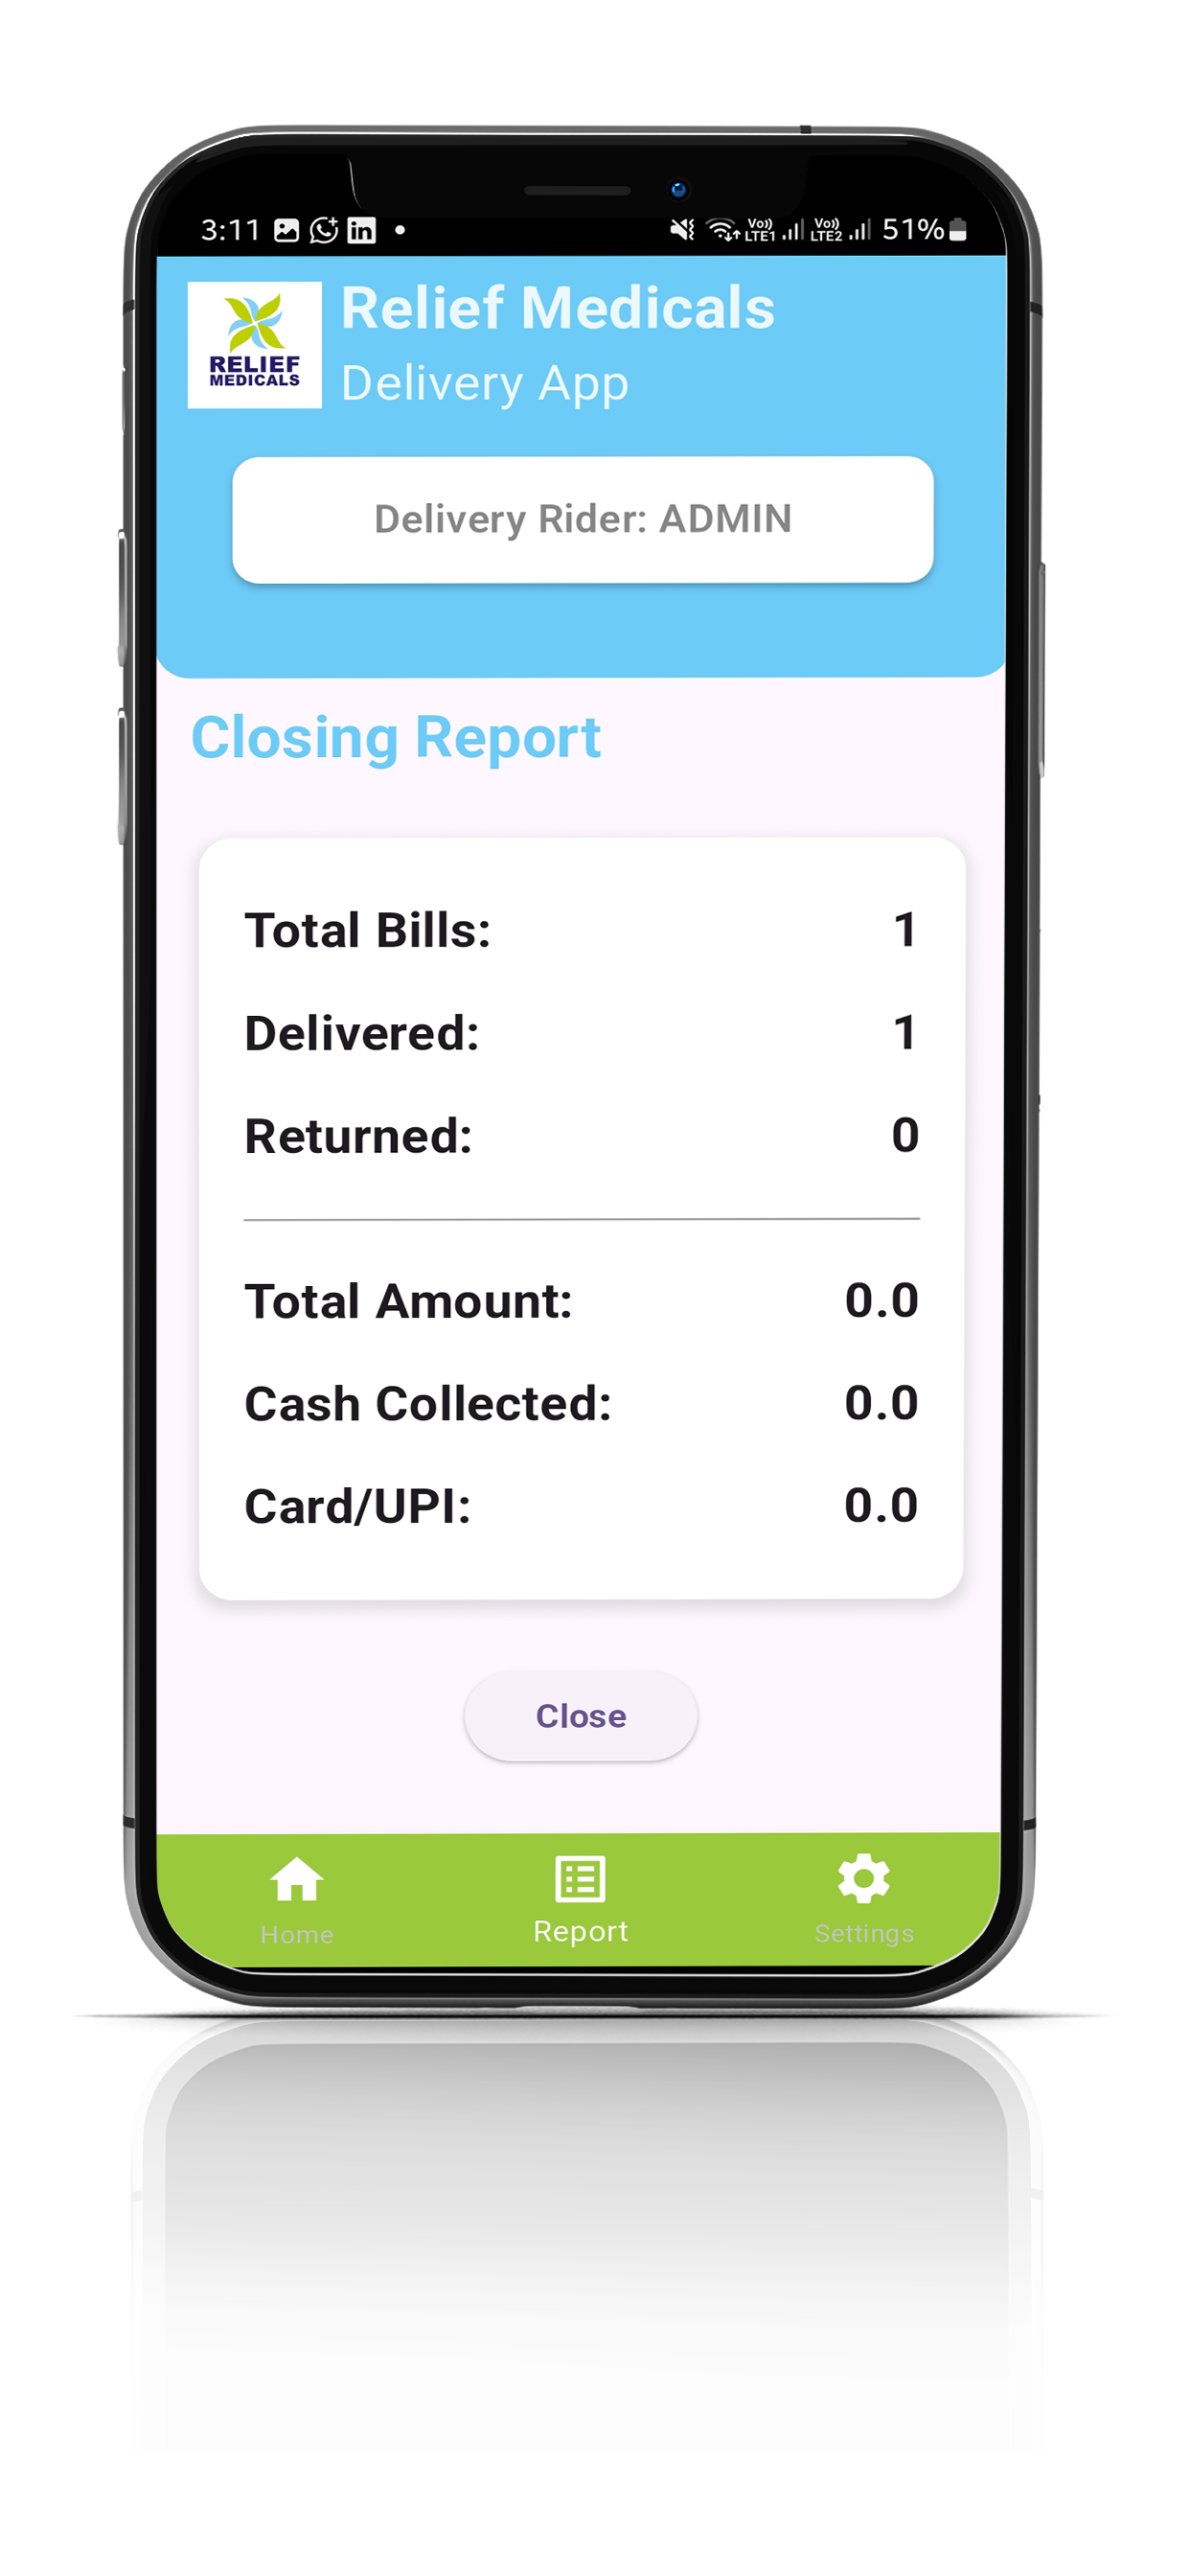 3:11
Vo)) LTE1
Vo)) LTE2
51%
RELIEF
MEDICALS
Relief Medicals
Delivery App
Delivery Rider: ADMIN
Closing Report
Total Bills: 1
Delivered: 1
Returned: 0
Total Amount: 0.0
Cash Collected: 0.0
Card/UPI: 0.0
Close
Home
Report
Settings